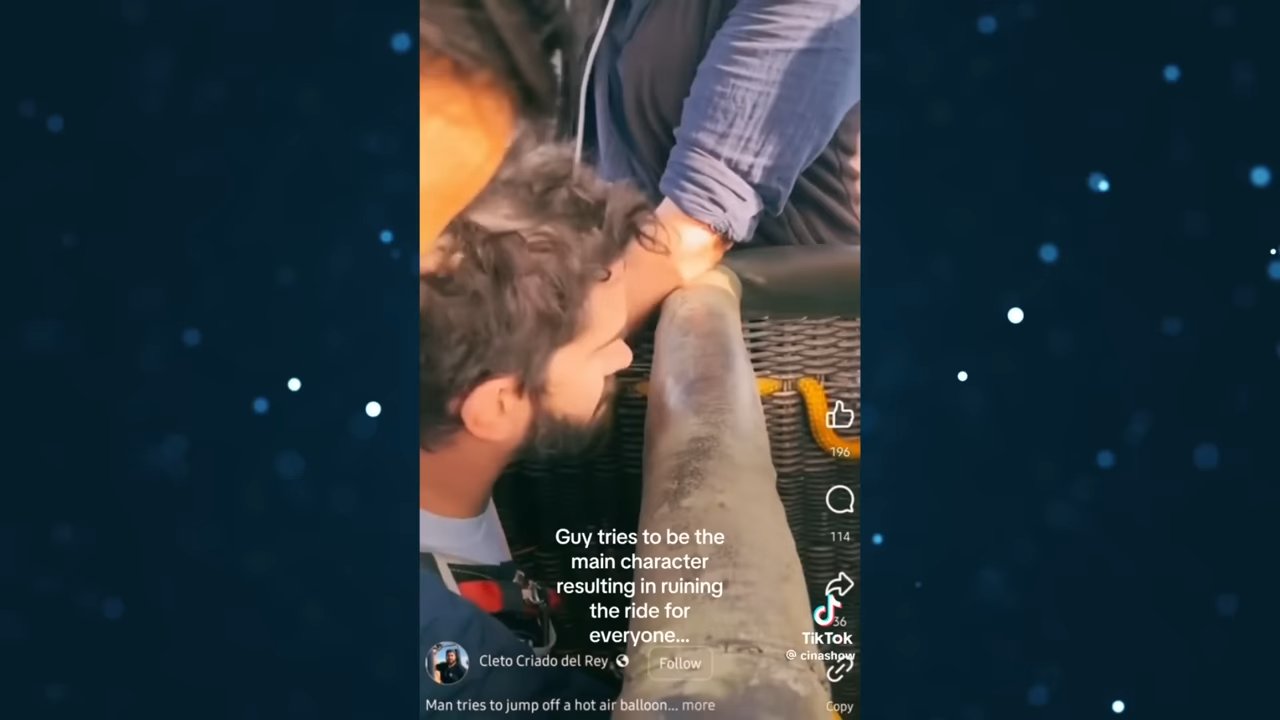 196
114
Guy tries to be the
main character
resulting in ruining
the ride for
everyone...
36
TikTok
@ cinashow
Cleto Criado del Rey
Follow
Man tries to jump off a hot air balloon... more
Copy